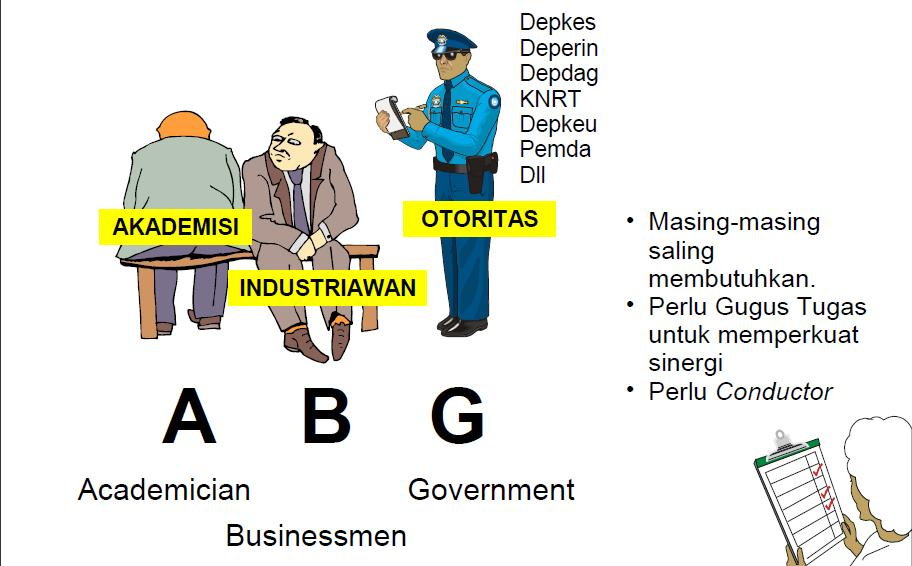 Depkes
Deperin
Depdag
KNRT
Depkeu
Pemda
Dll
AKADEMISI
OTORITAS
INDUSTRIAWAN
• Masing-masing
saling
membutuhkan.
• Perlu Gugus Tugas
untuk memperkuat
sinergi
• Perlu Conductor
A B G
Academician
Government
Businessmen